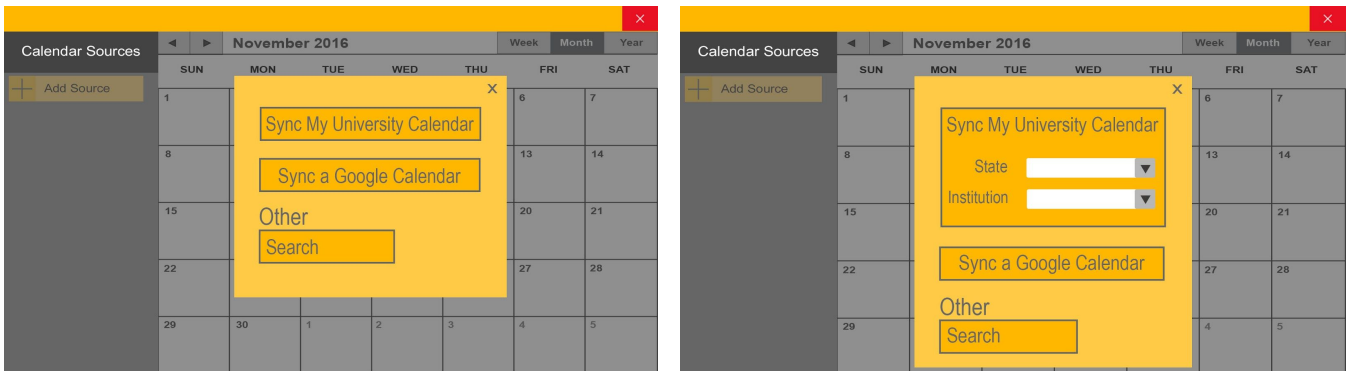 ×
Calendar Sources
◄ ► November 2016 Week Month Year
SUN MON TUE WED THU FRI SAT
Add Source
X
1 6 7
Sync My University Calendar
8 13 14
Sync a Google Calendar
15 20 21
Other
Search
22 27 28
29 30 1 2 3 4 5
×
Calendar Sources
◄ ► November 2016 Week Month Year
SUN MON TUE WED THU FRI SAT
Add Source
X
1 6 7
Sync My University Calendar
8 13 14
State ▼
Institution ▼
15 20 21
Sync a Google Calendar
22 27 28
Other
Search
29 4 5